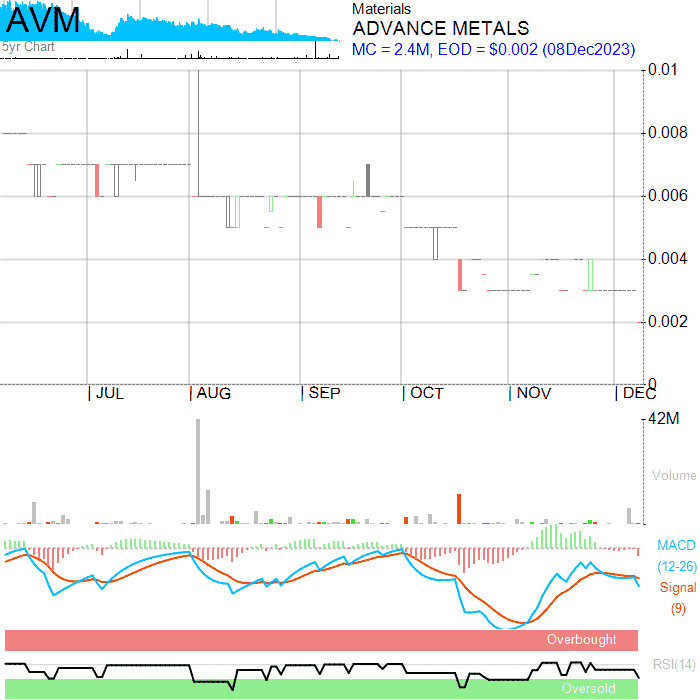 AVM
5yr Chart
Materials
ADVANCE METALS
MC = 2.4M, EOD = $0.002 (08Dec2023)
0.01
0.008
0.006
0.004
0.002
0
JUL
AUG
SEP
OCT
NOV
DEC
42M
Volume
MACD
(12-26)
Signal
(9)
Overbought
RSI(14)
Oversold